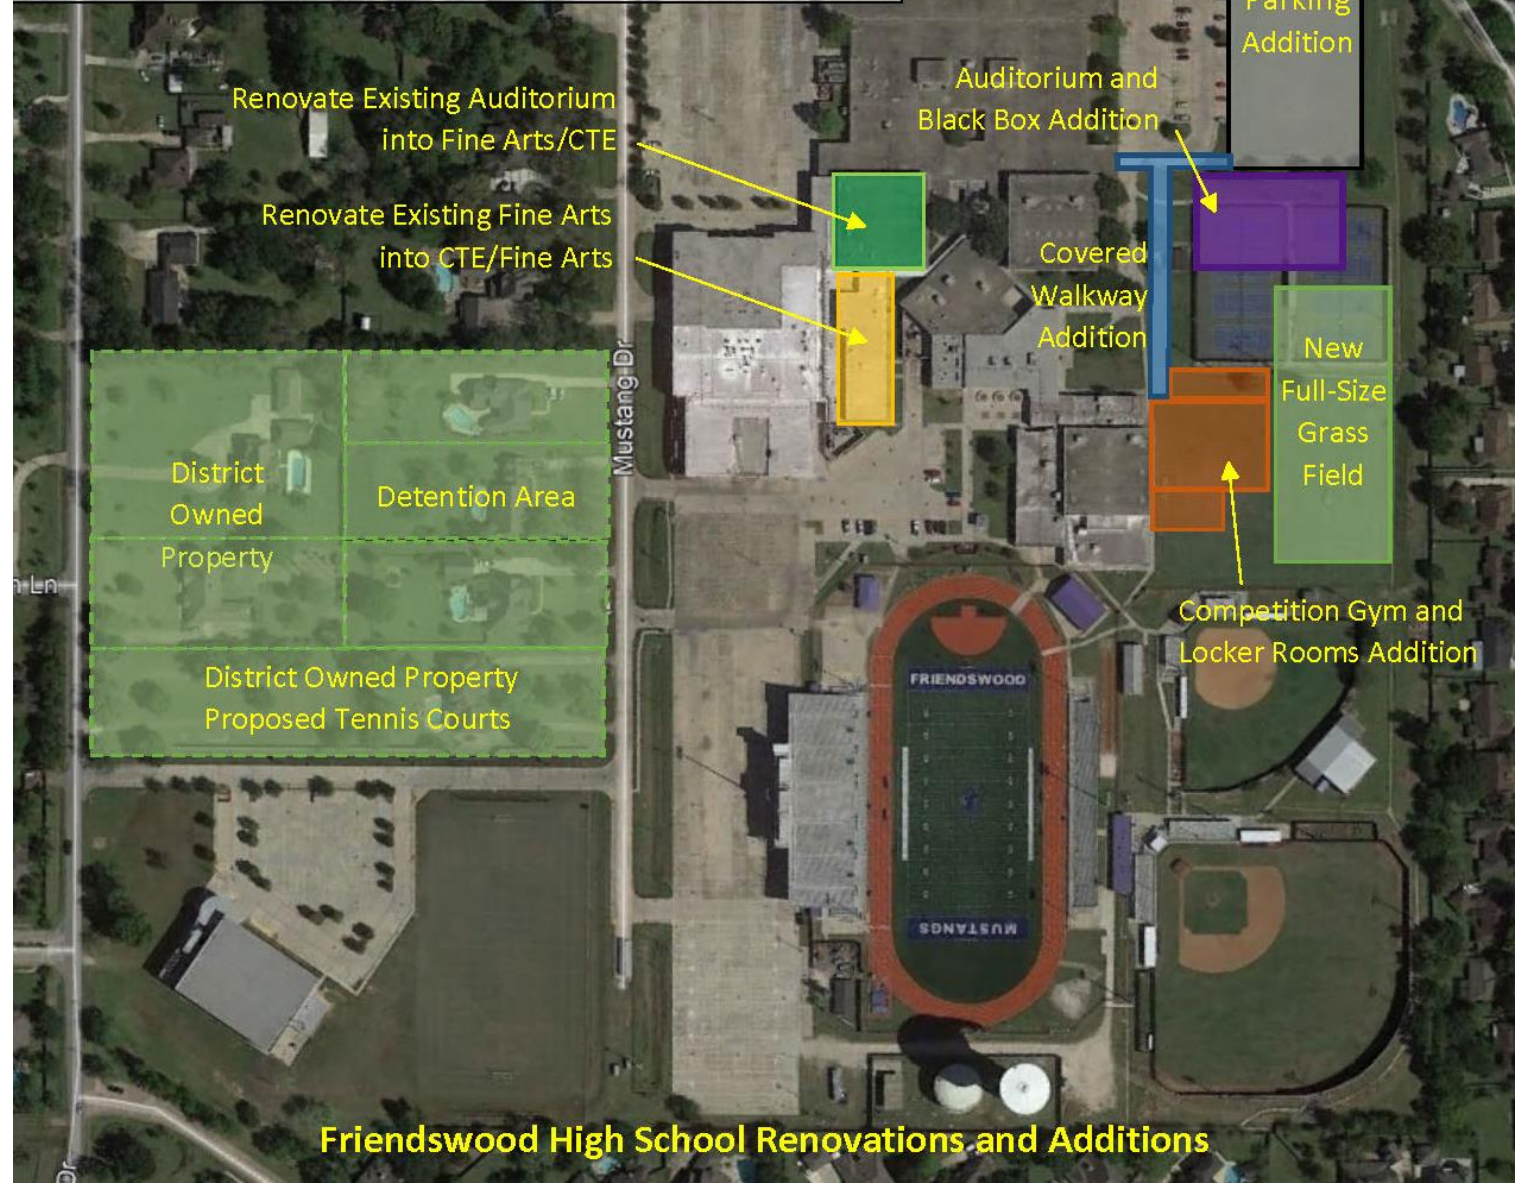 Parking
Addition
Auditorium and
Black Box Addition
Renovate Existing Auditorium
into Fine Arts/CTE
Renovate Existing Fine Arts
into CTE/Fine Arts
Covered
Walkway
Addition
New
Full-Size
Grass
Field
Mustang Dr
District
Owned
Property
Detention Area
Ln
Competition Gym and
Locker Rooms Addition
District Owned Property
Proposed Tennis Courts
FRIENDSWOOD
MUSTANGS
Friendswood High School Renovations and Additions
Dr